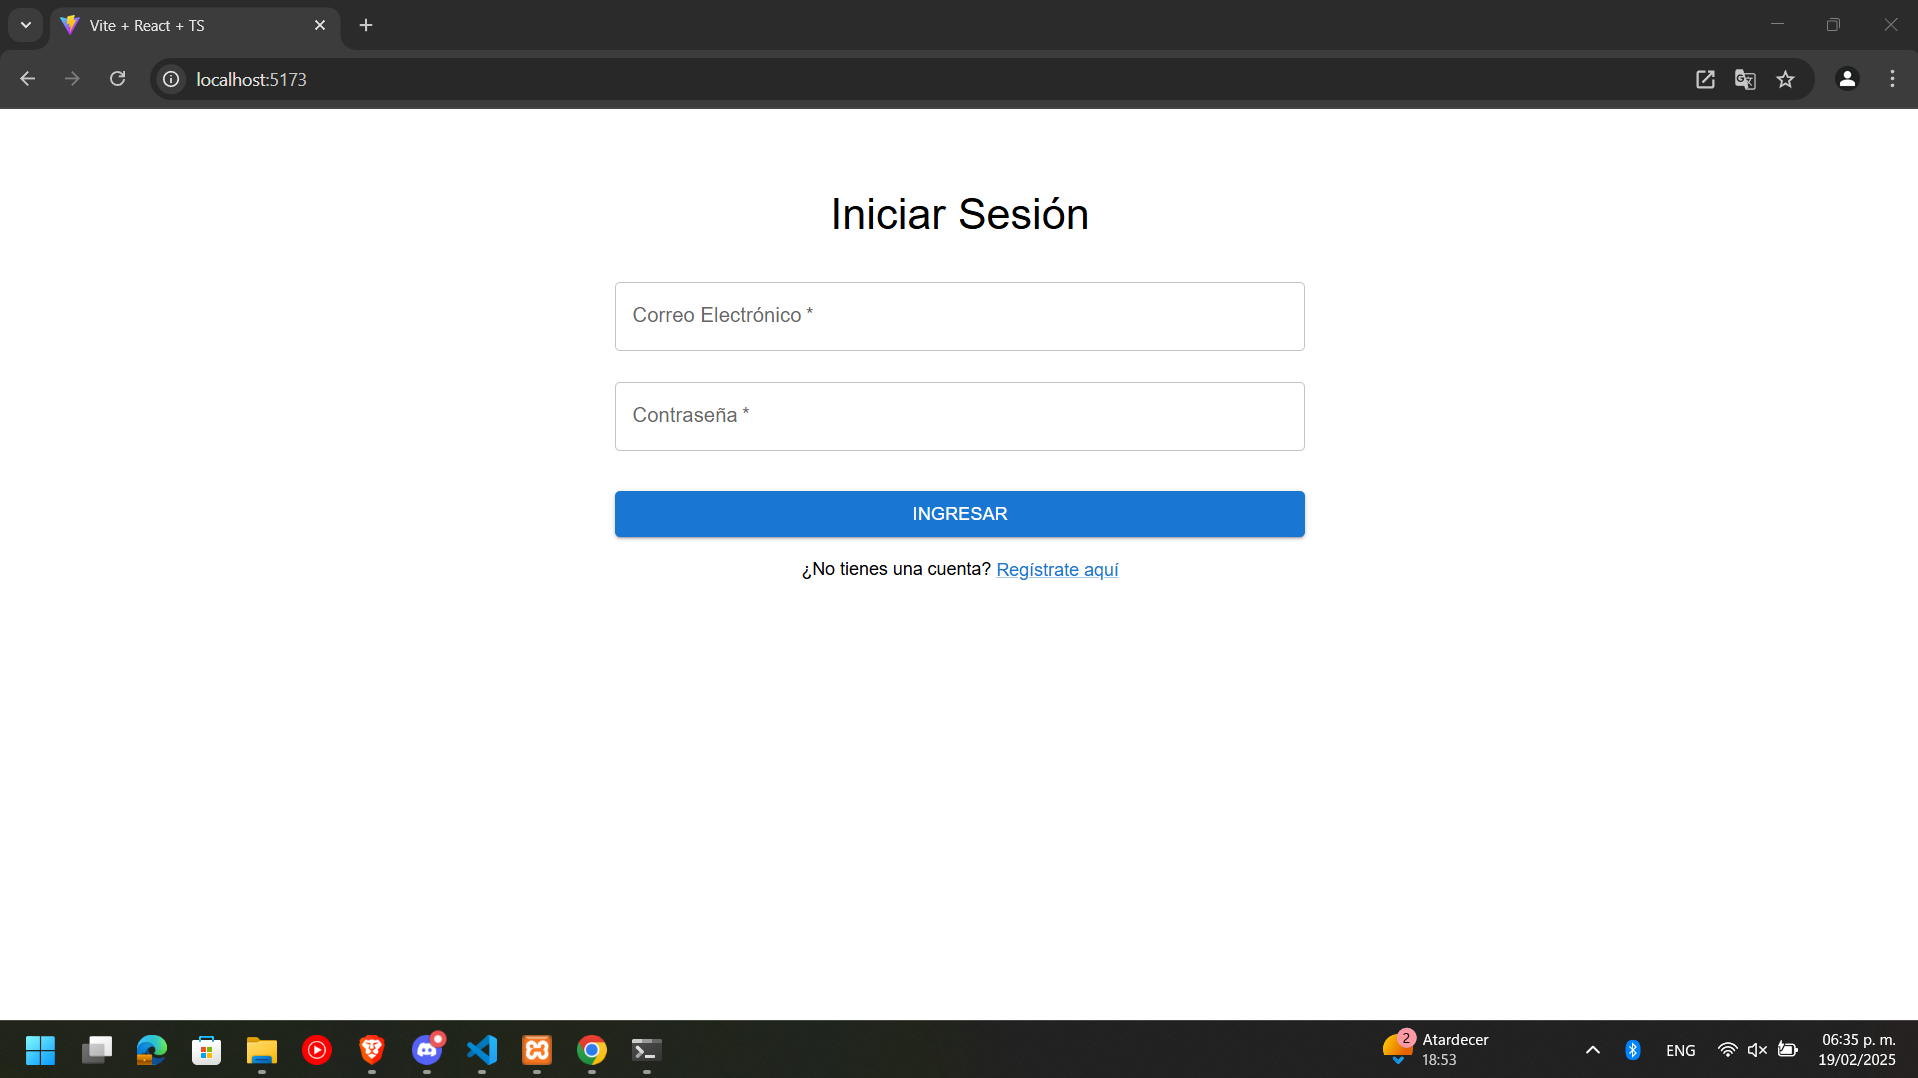 Vite + React + TS
localhost:5173
Iniciar Sesión
Correo Electrónico *
Contraseña *
INGRESAR
¿No tienes una cuenta? Regístrate aquí
2
Atardecer
18:53
ENG
06:35 p. m.
19/02/2025